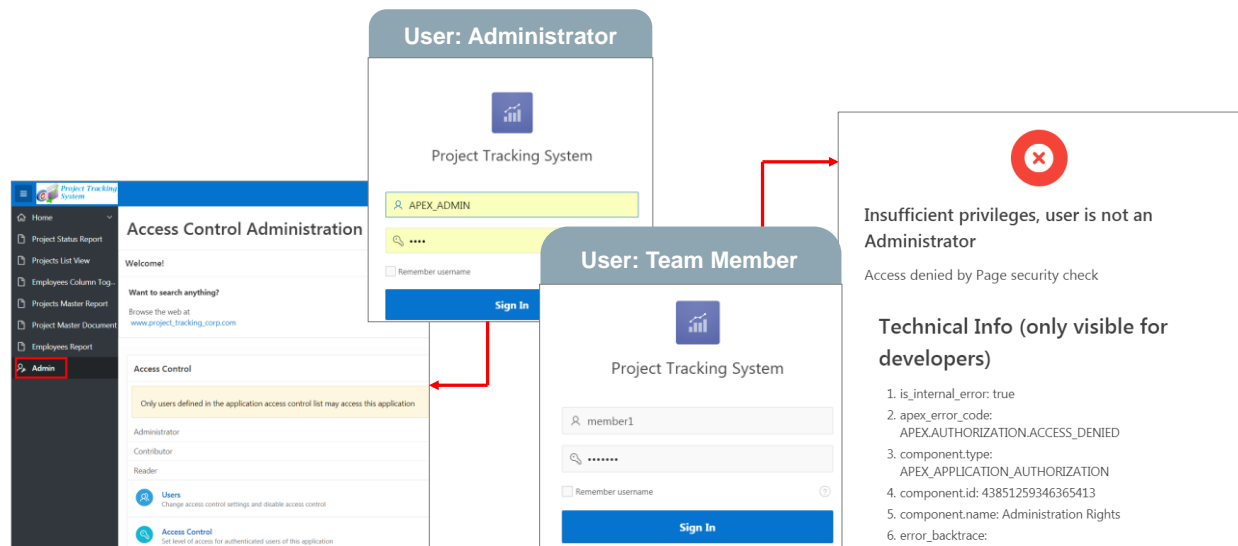 User: Administrator
Project Tracking System
APEX_ADMIN
••••
Remember username
Sign In
User: Team Member
Project Tracking System
member1
•••••••
Remember username
?
Sign In
Project Tracking
System
Home
Project Status Report
Projects List View
Employees Column Tog...
Projects Master Report
Project Master Document
Employees Report
Admin
Access Control Administration
Welcome!
Want to search anything?
Browse the web at
www.project_tracking_corp.com
Access Control
Only users defined in the application access control list may access this application
Administrator
Contributor
Reader
Users
Change access control settings and disable access control
Access Control
Set level of access for authenticated users of this application
Insufficient privileges, user is not an
Administrator
Access denied by Page security check
Technical Info (only visible for
developers)
1. is_internal_error: true
2. apex_error_code:
APEX.AUTHORIZATION.ACCESS_DENIED
3. component.type:
APEX_APPLICATION_AUTHORIZATION
4. component.id: 43851259346365413
5. component.name: Administration Rights
6. error_backtrace: